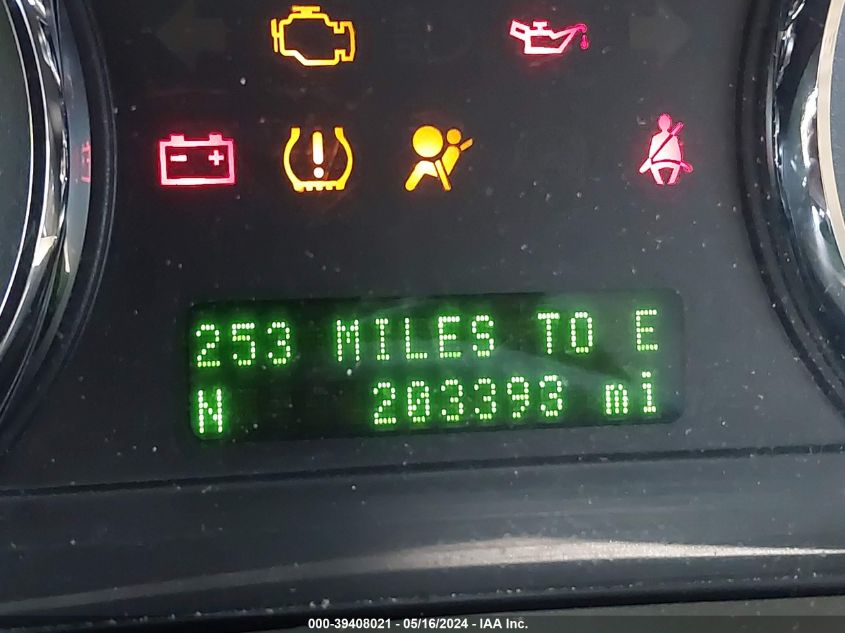 253 MILES TO E
N 203393 mi
000-39408021 - 05/16/2024 - IAA Inc.